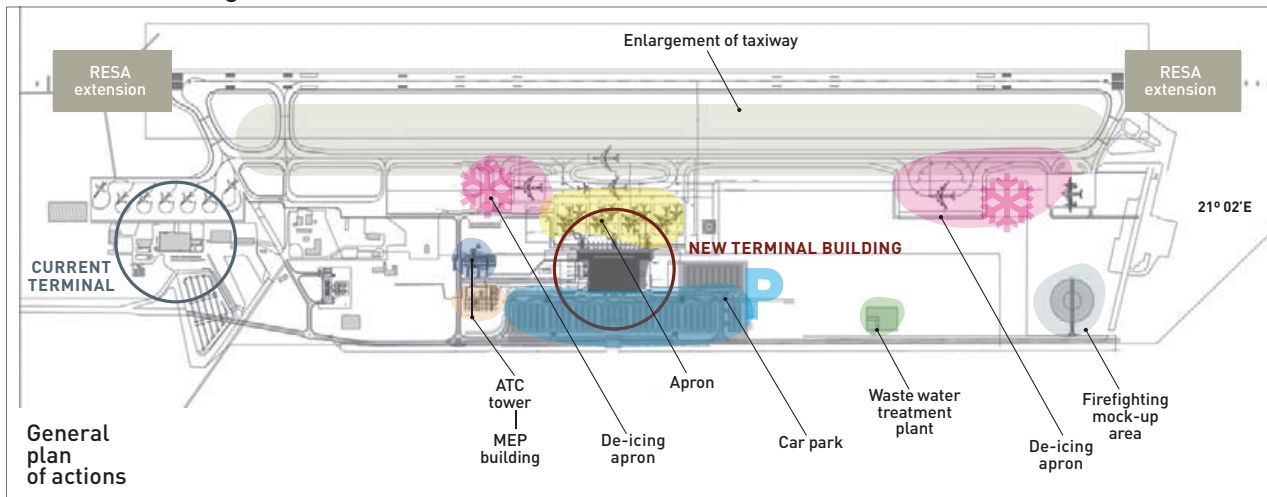 Enlargement of taxiway
RESA
extension
RESA
extension
21º 02'E
CURRENT
TERMINAL
NEW TERMINAL BUILDING
P
ATC
tower
MEP
building
De-icing
apron
Apron
Car park
Waste water
treatment
plant
De-icing
apron
Firefighting
mock-up
area
General
plan
of actions